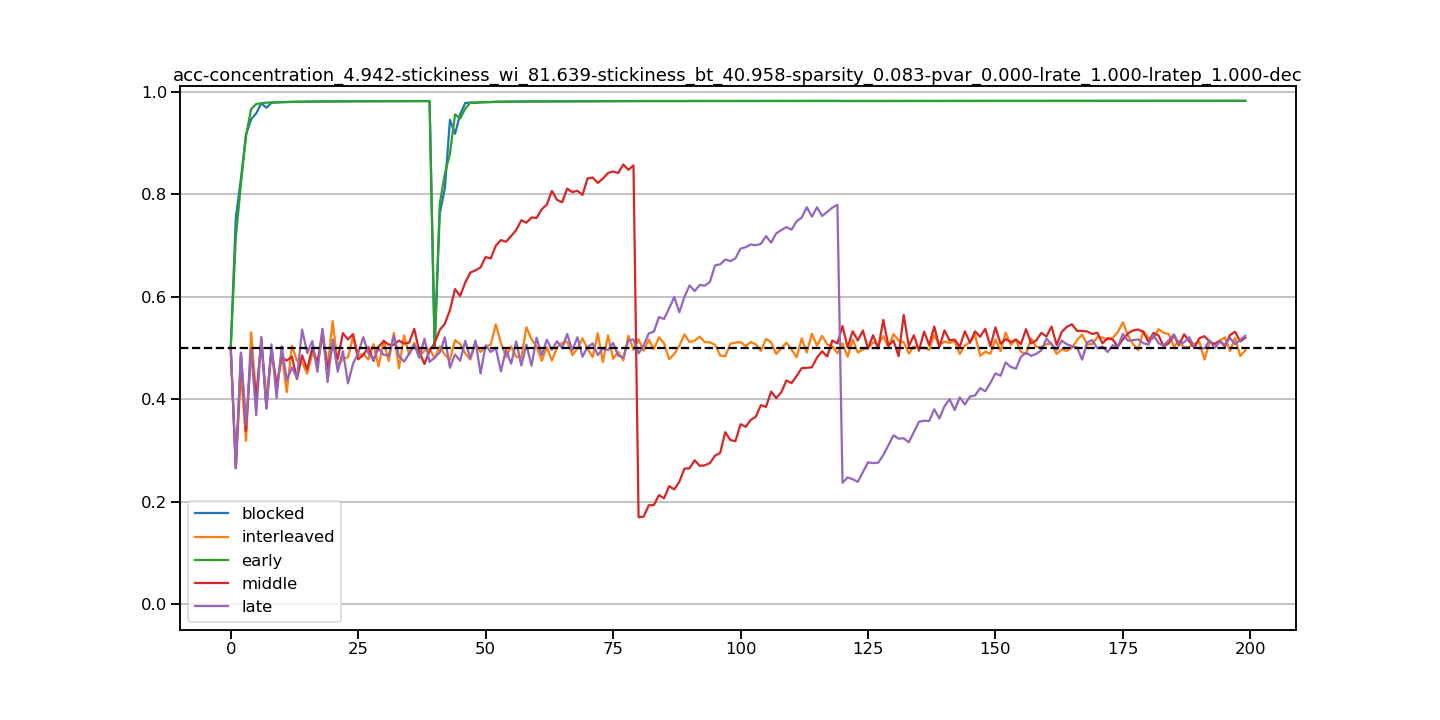 acc-concentration_4.942-stickiness_wi_81.639-stickiness_bt_40.958-sparsity_0.083-pvar_0.000-lrate_1.000-lratep_1.000-dec
1.0
0.8
0.6
0.4
0.2
0.0
blocked
interleaved
early
middle
late
0 25 50 75 100 125 150 175 200